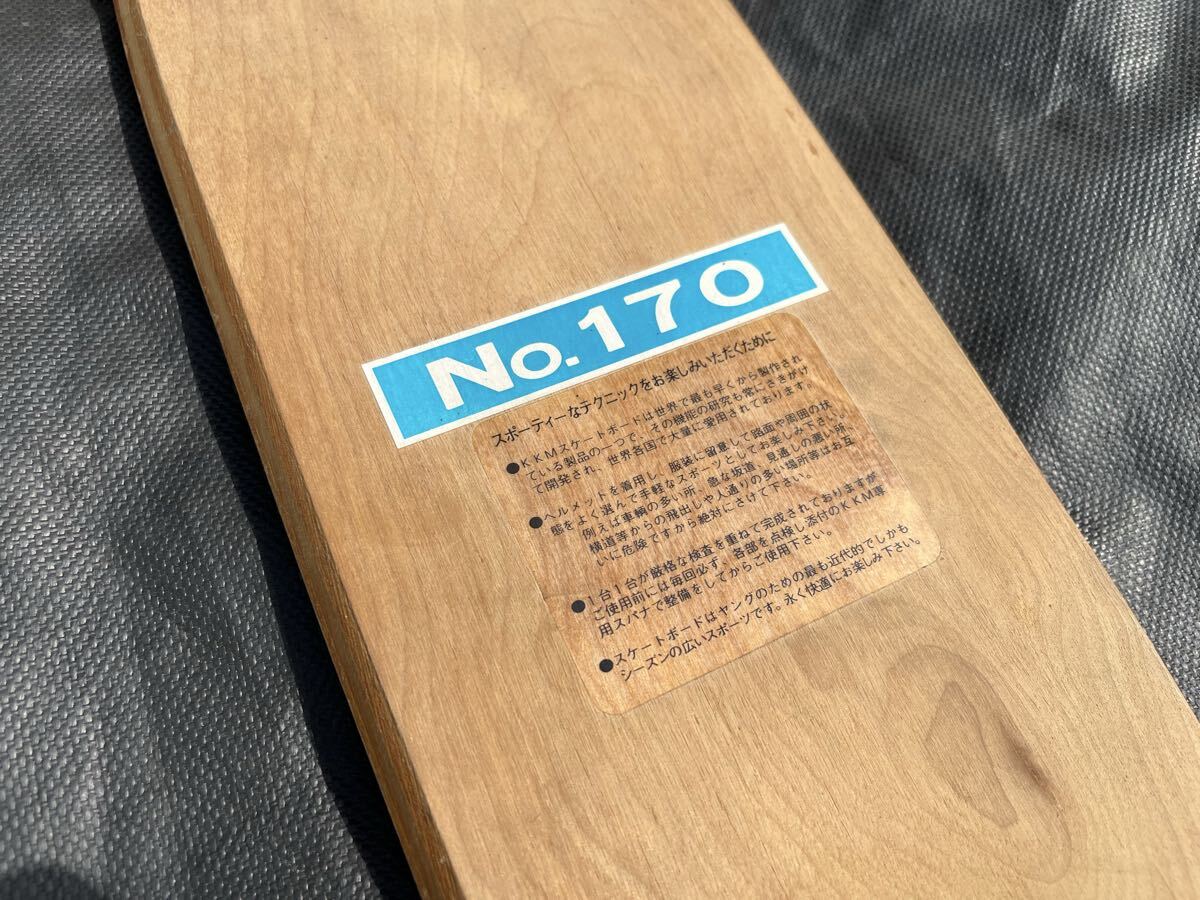 No.170
スポーティーなテクニックをお楽しみいただくために
●KKMスケートボードは世界で最も早くから製作され
ている製品の一つで、その機能の研究も常にさきがけ
て開発され、世界各国で大量に愛用されております。
●ヘルメットを着用し、服装に留意して路面や周囲の状
態をよく選んで手軽なスポーツとしてお楽しみ下さい。
例えば車輌の多い所、急な坂道、見通しの悪い所、
横道等からの飛出しや人通りの多い場所等はお互
いに危険ですから絶対にさけて下さい。
●1台1台が厳格な検査を重ねて完成されておりますが
ご使用前には毎回必ず、各部を点検し添付のKKM専
用スパナで整備をしてからご使用下さい。
●スケートボードはヤングのための最も近代的でしかも
シーズンの広いスポーツです。永く快適にお楽しみ下さい。